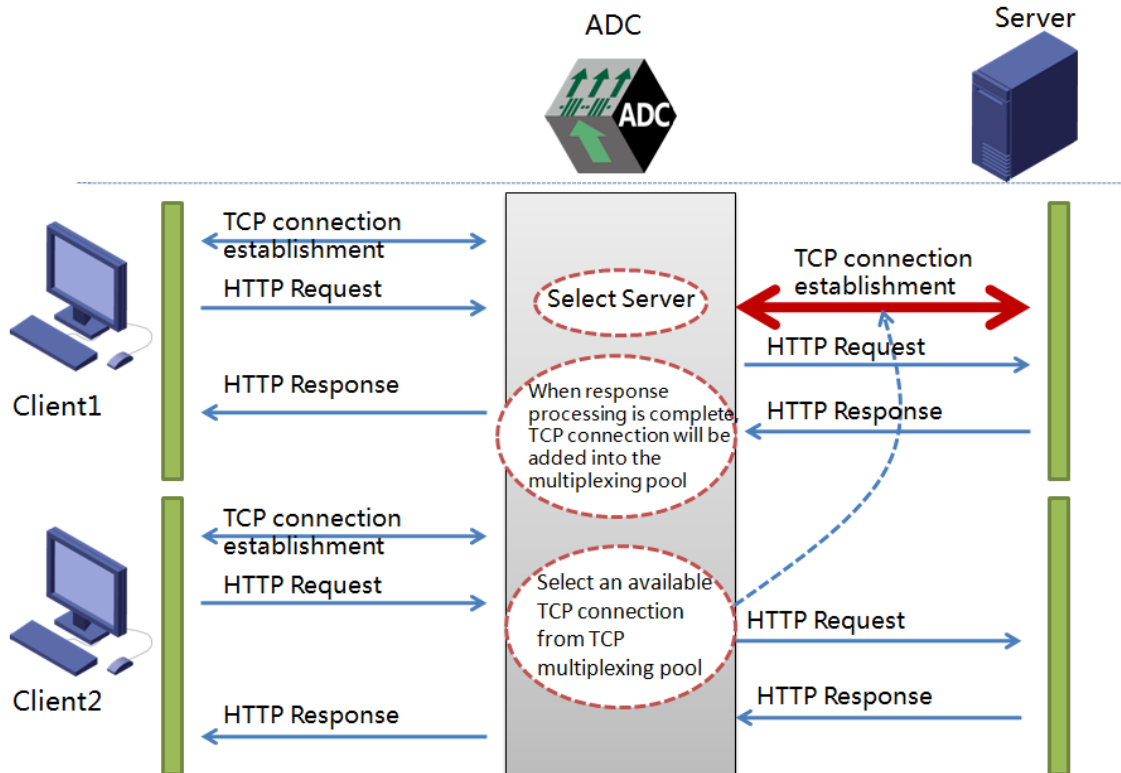 ADC
Server
ADC
TCP connection
establishment
HTTP Request
Select Server
TCP connection
establishment
HTTP Request
HTTP Response
When response
processing is complete,
TCP connection will be
added into the
multiplexing pool
HTTP Response
Client1
TCP connection
establishment
HTTP Request
Select an available
TCP connection
from TCP
multiplexing pool
HTTP Request
HTTP Response
Client2
HTTP Response